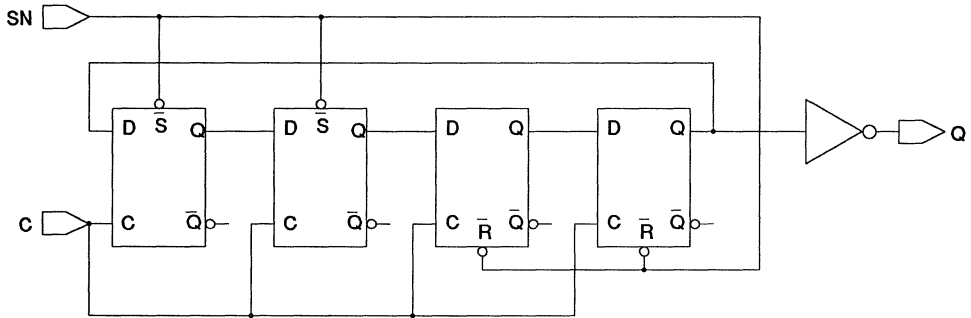 SN
D S̅ Q D S̅ Q D Q D Q Q
C C Q̅ C Q̅ C R̅ Q̅ C R̅ Q̅